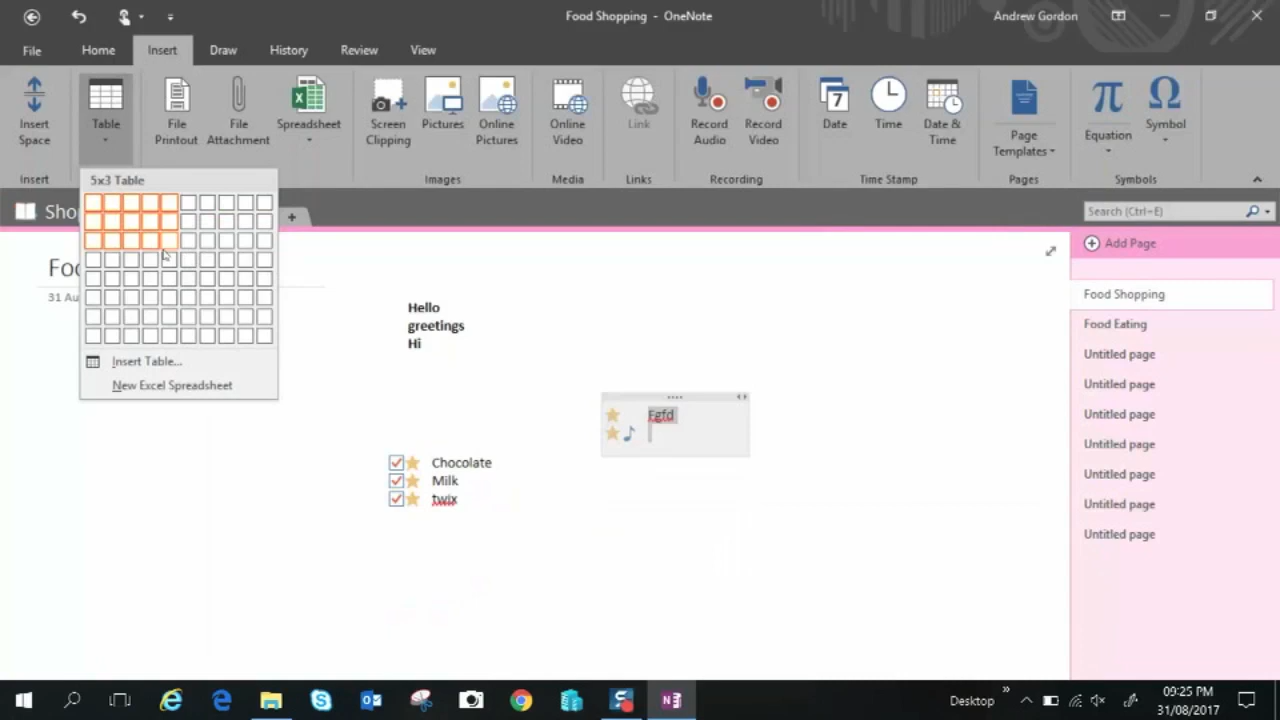 Food Shopping - OneNote
Andrew Gordon
File Home Insert Draw History Review View
Insert Space
Table
File Printout
File Attachment
Spreadsheet
Screen Clipping
Pictures
Online Pictures
Online Video
Link
Record Audio
Record Video
Date
Time
Date & Time
Page Templates
Equation
Symbol
Insert Images Media Links Recording Time Stamp Pages Symbols
5x3 Table
Insert Table...
New Excel Spreadsheet
Sho
+
Search (Ctrl+E)
Add Page
Foo
31 Au
Hello
greetings
Hi
Fgfd
Chocolate
Milk
twix
Food Shopping
Food Eating
Untitled page
Untitled page
Untitled page
Untitled page
Untitled page
Untitled page
Untitled page
Desktop
09:25 PM
31/08/2017